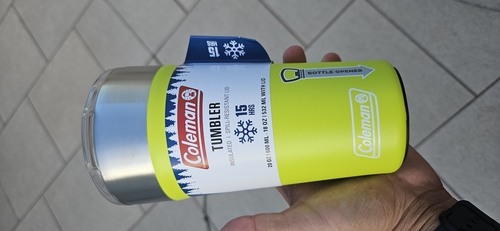 Coleman
TUMBLER
INSULATED | SPILL-RESISTANT LID
15
HRS
BOTTLE OPENER
Coleman